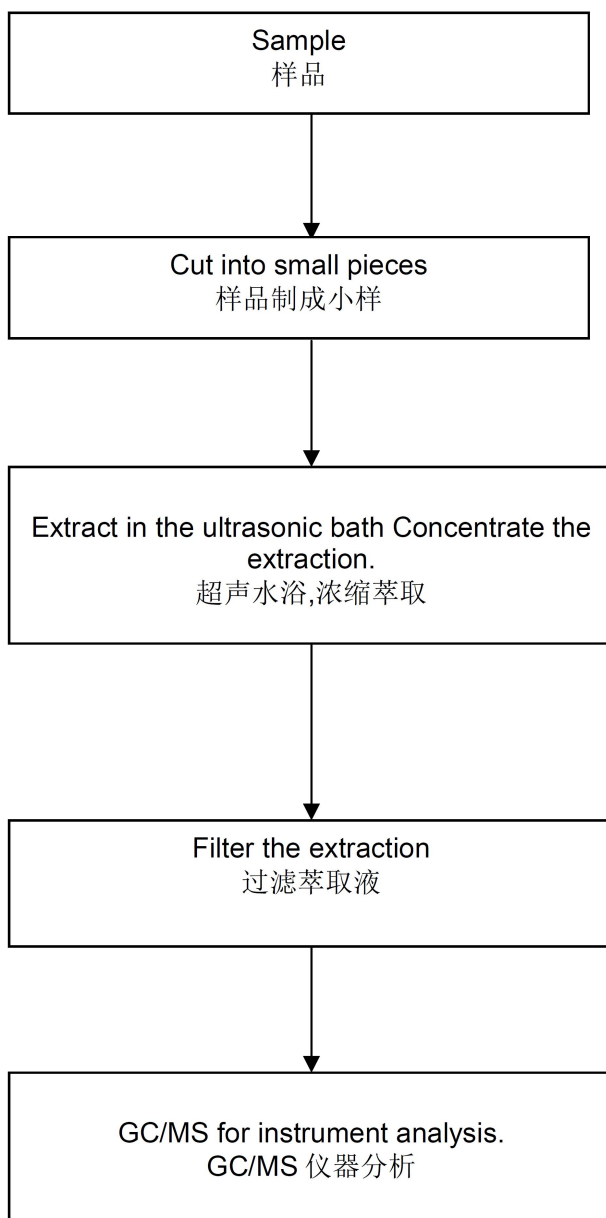 Sample
样品
Cut into small pieces
样品制成小样
Extract in the ultrasonic bath Concentrate the
extraction.
超声水浴,浓缩萃取
Filter the extraction
过滤萃取液
GC/MS for instrument analysis.
GC/MS 仪器分析